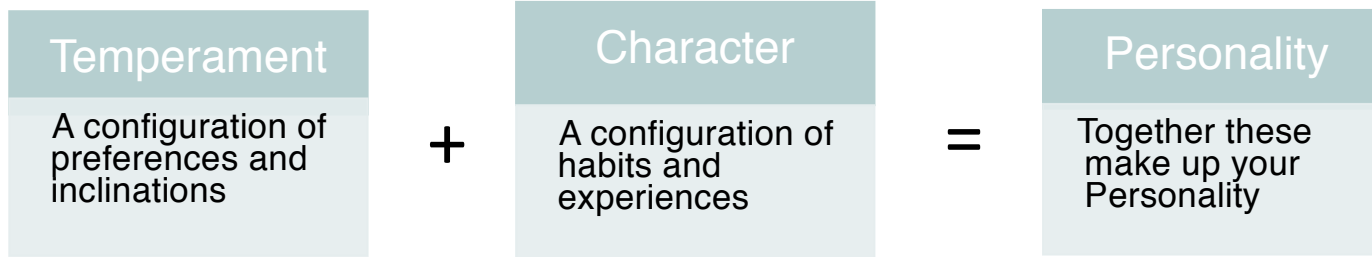 Temperament
A configuration of
preferences and
inclinations
+
Character
A configuration of
habits and
experiences
=
Personality
Together these
make up your
Personality